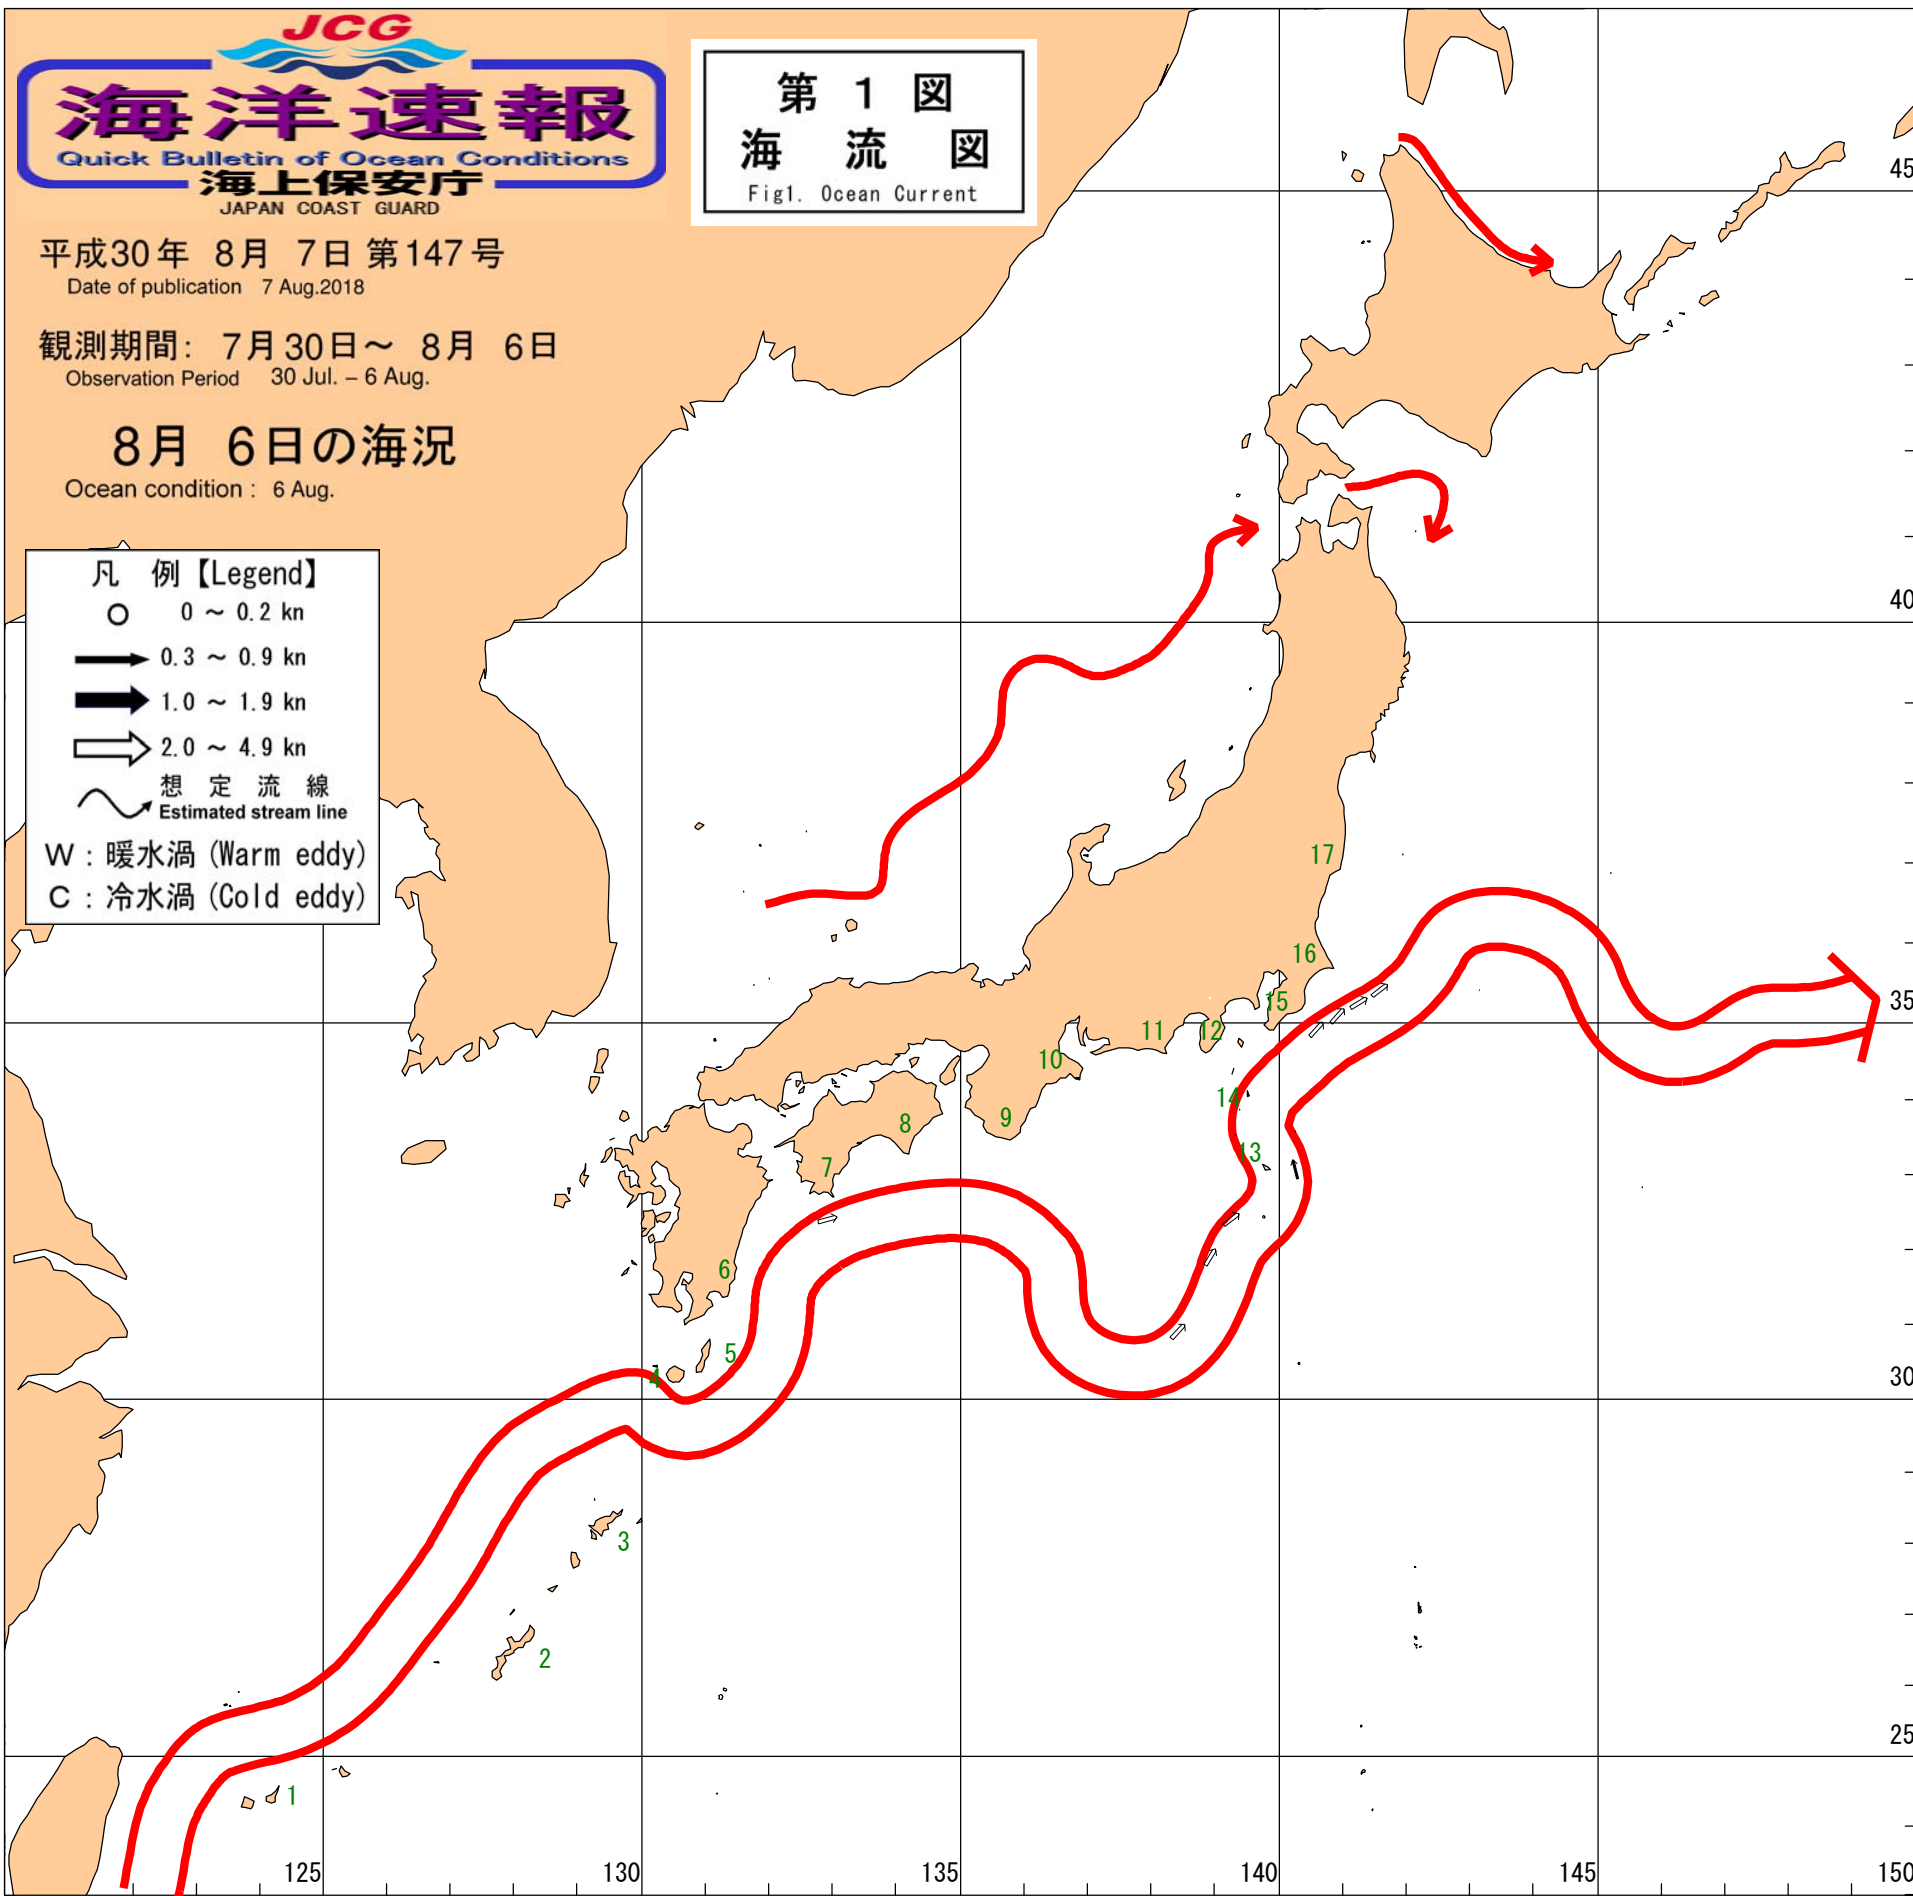 JCG
海洋速報
Quick Bulletin of Ocean Conditions
海上保安庁
JAPAN COAST GUARD
第 1 図
海 流 図
Fig1. Ocean Current
平成30年 8月 7日 第147号
Date of publication 7 Aug.2018
観測期間: 7月30日～ 8月 6日
Observation Period 30 Jul. – 6 Aug.
8月 6日の海況
Ocean condition : 6 Aug.
凡 例【Legend】
0 ～ 0.2 kn
0.3 ～ 0.9 kn
1.0 ～ 1.9 kn
2.0 ～ 4.9 kn
想 定 流 線
Estimated stream line
W : 暖水渦 (Warm eddy)
C : 冷水渦 (Cold eddy)
45
40
17
16
15
35
11
12
10
14
9
8
13
7
6
5
4
30
3
2
25
1
125
130
135
140
145
150